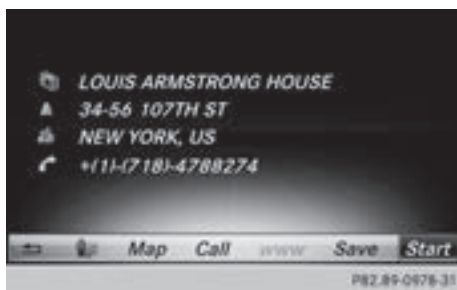 LOUIS ARMSTRONG HOUSE
34-56 107TH ST
NEW YORK, US
+(1)-(718)-4788274
Map Call www Save Start
P82.89-0978-31